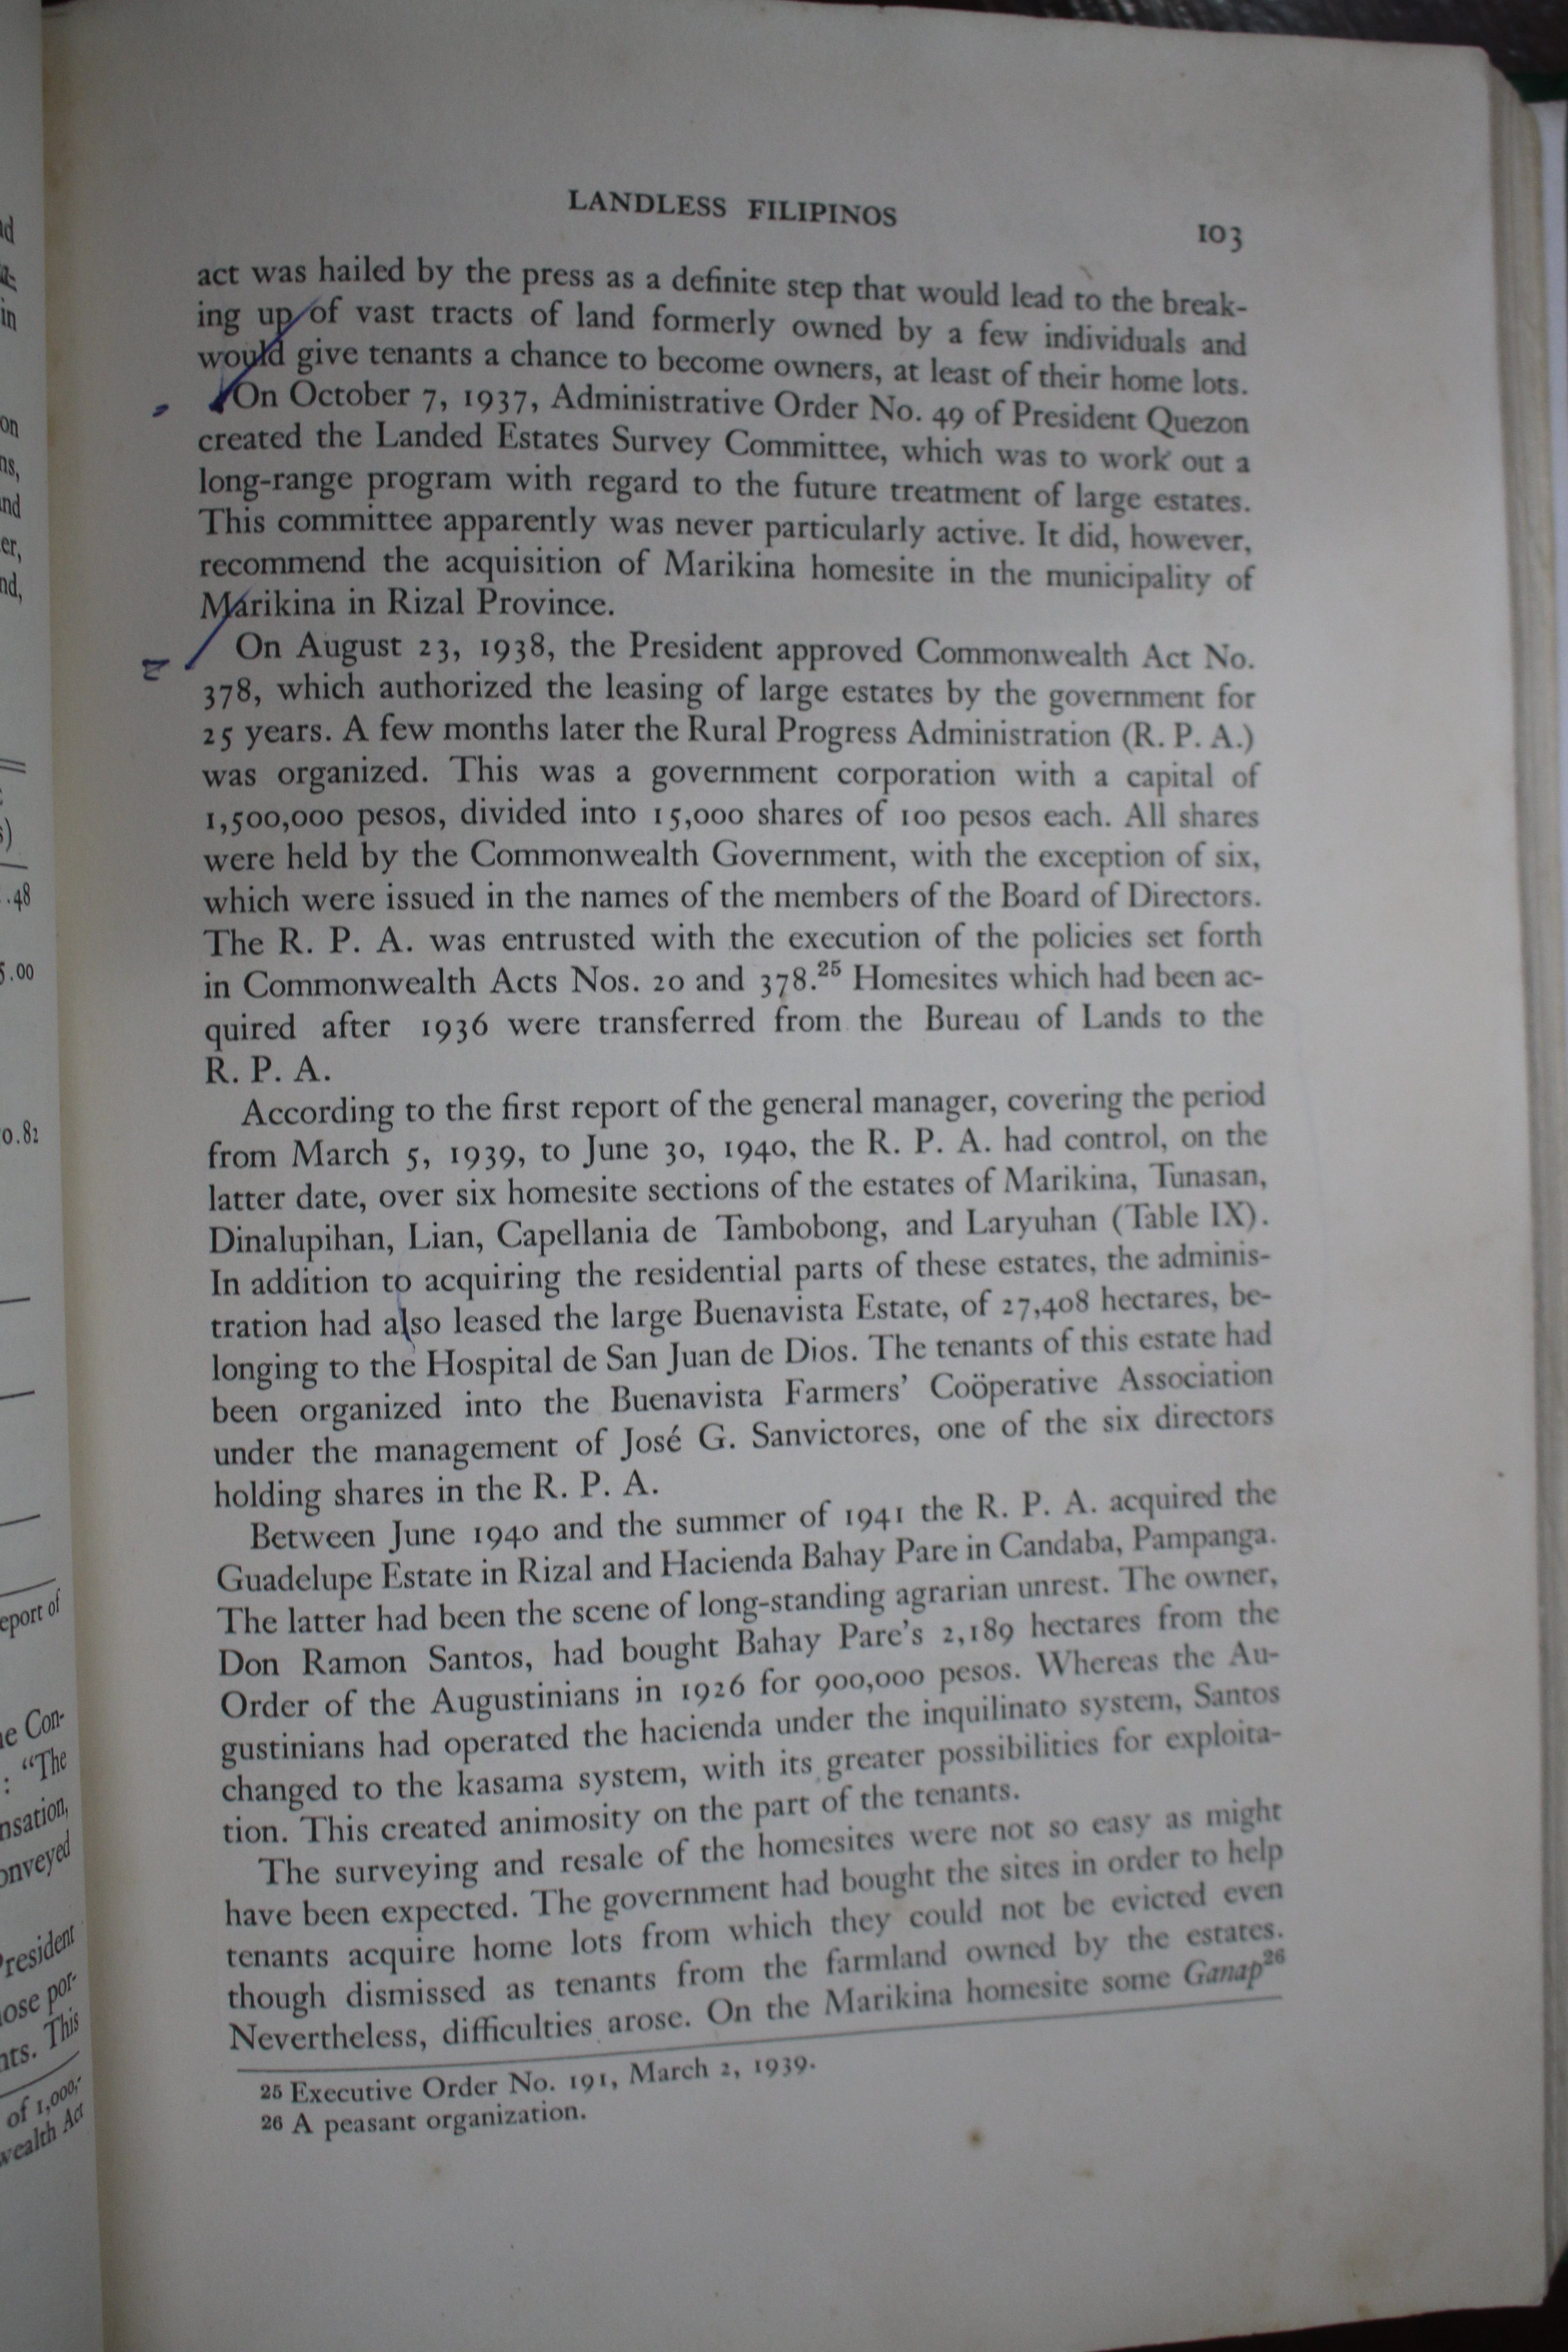 LANDLESS FILIPINOS
103
act was hailed by the press as a definite step that would lead to the break-
ing up of vast tracts of land formerly owned by a few individuals and
would give tenants a chance to become owners, at least of their home lots.
On October 7, 1937, Administrative Order No. 49 of President Quezon
created the Landed Estates Survey Committee, which was to work out a
long-range program with regard to the future treatment of large estates.
This committee apparently was never particularly active. It did, however,
recommend the acquisition of Marikina homesite in the municipality of
Marikina in Rizal Province.
On August 23, 1938, the President approved Commonwealth Act No.
378, which authorized the leasing of large estates by the government for
25 years. A few months later the Rural Progress Administration (R. P. A.)
was organized. This was a government corporation with a capital of
1,500,000 pesos, divided into 15,000 shares of 100 pesos each. All shares
were held by the Commonwealth Government, with the exception of six,
which were issued in the names of the members of the Board of Directors.
The R. P. A. was entrusted with the execution of the policies set forth
in Commonwealth Acts Nos. 20 and 378.25 Homesites which had been ac-
quired after 1936 were transferred from the Bureau of Lands to the
R. P. A.
According to the first report of the general manager, covering the period
from March 5, 1939, to June 30, 1940, the R. P. A. had control, on the
latter date, over six homesite sections of the estates of Marikina, Tunasan,
Dinalupihan, Lian, Capellania de Tambobong, and Laryuhan (Table IX).
In addition to acquiring the residential parts of these estates, the adminis-
tration had also leased the large Buenavista Estate, of 27,408 hectares, be-
longing to the Hospital de San Juan de Dios. The tenants of this estate had
been organized into the Buenavista Farmers' Coöperative Association
under the management of José G. Sanvictores, one of the six directors
holding shares in the R. P. A.
Between June 1940 and the summer of 1941 the R. P. A. acquired the
Guadelupe Estate in Rizal and Hacienda Bahay Pare in Candaba, Pampanga.
The latter had been the scene of long-standing agrarian unrest. The owner,
Don Ramon Santos, had bought Bahay Pare's 2,189 hectares from the
Order of the Augustinians in 1926 for 900,000 pesos. Whereas the Au-
gustinians had operated the hacienda under the inquilinato system, Santos
changed to the kasama system, with its greater possibilities for exploita-
tion. This created animosity on the part of the tenants.
The surveying and resale of the homesites were not so easy as might
have been expected. The government had bought the sites in order to help
tenants acquire home lots from which they could not be evicted even
though dismissed as tenants from the farmland owned by the estates.
Nevertheless, difficulties arose. On the Marikina homesite some Ganap26
25 Executive Order No. 191, March 2, 1939.
26 A peasant organization.